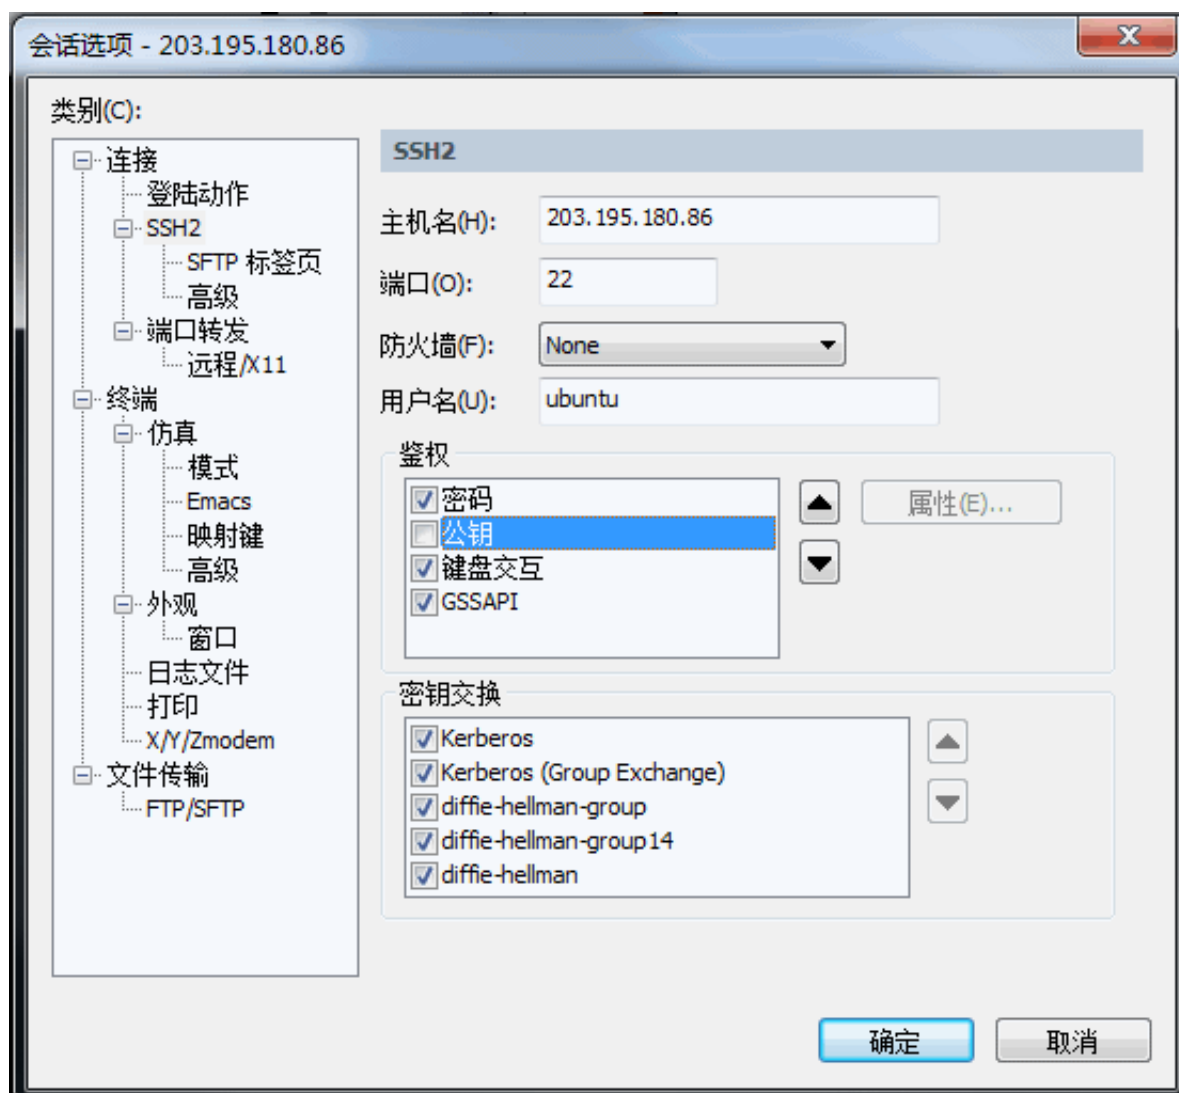 会话选项 - 203.195.180.86
类别(C):
连接
登陆动作
SSH2
SFTP 标签页
高级
端口转发
远程/X11
终端
仿真
模式
Emacs
映射键
高级
外观
窗口
日志文件
打印
X/Y/Zmodem
文件传输
FTP/SFTP
SSH2
主机名(H): 203.195.180.86
端口(O): 22
防火墙(F): None
用户名(U): ubuntu
鉴权
密码
公钥
键盘交互
GSSAPI
属性(E)...
密钥交换
Kerberos
Kerberos (Group Exchange)
diffie-hellman-group
diffie-hellman-group14
diffie-hellman
确定
取消